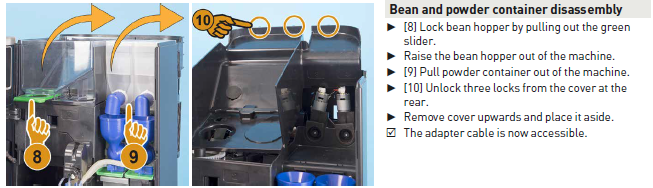 Bean and powder container disassembly
► [8] Lock bean hopper by pulling out the green
slider.
► Raise the bean hopper out of the machine.
► [9] Pull powder container out of the machine.
► [10] Unlock three locks from the cover at the
rear.
► Remove cover upwards and place it aside.
☑ The adapter cable is now accessible.
8
9
10